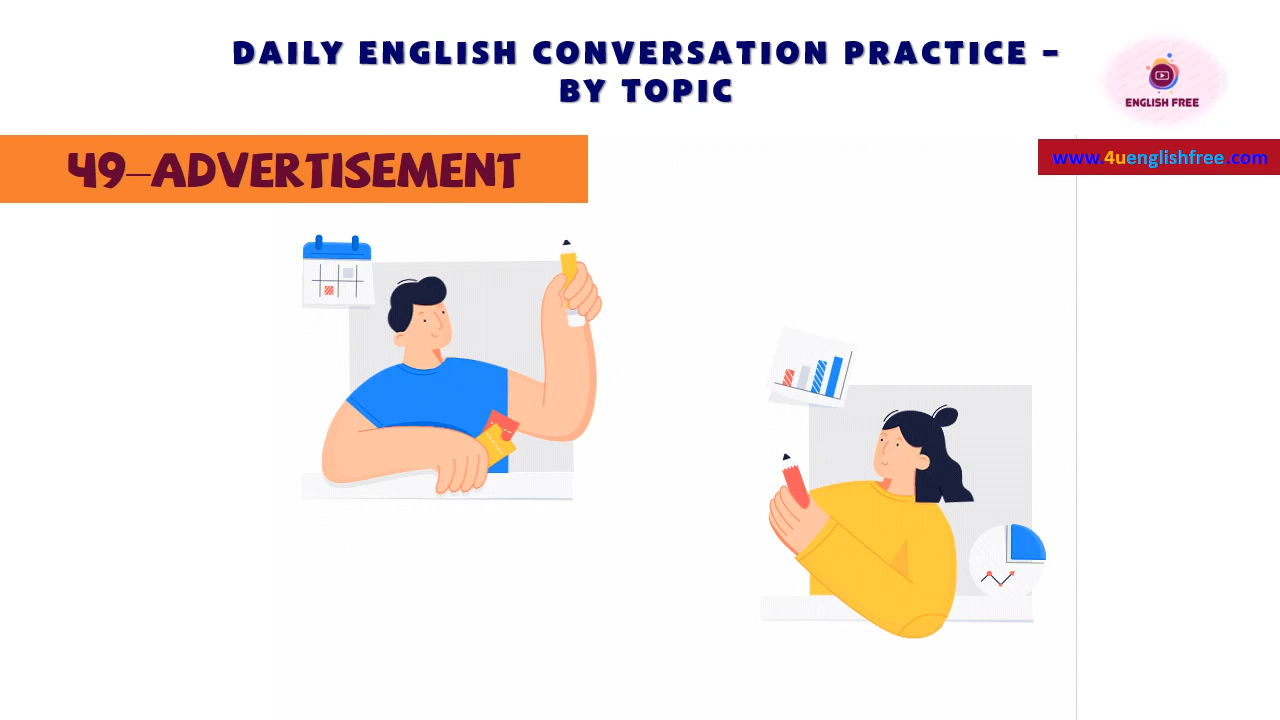 DAILY ENGLISH CONVERSATION PRACTICE –
BY TOPIC
ENGLISH FREE
49–ADVERTISEMENT
www.4uenglishfree.com